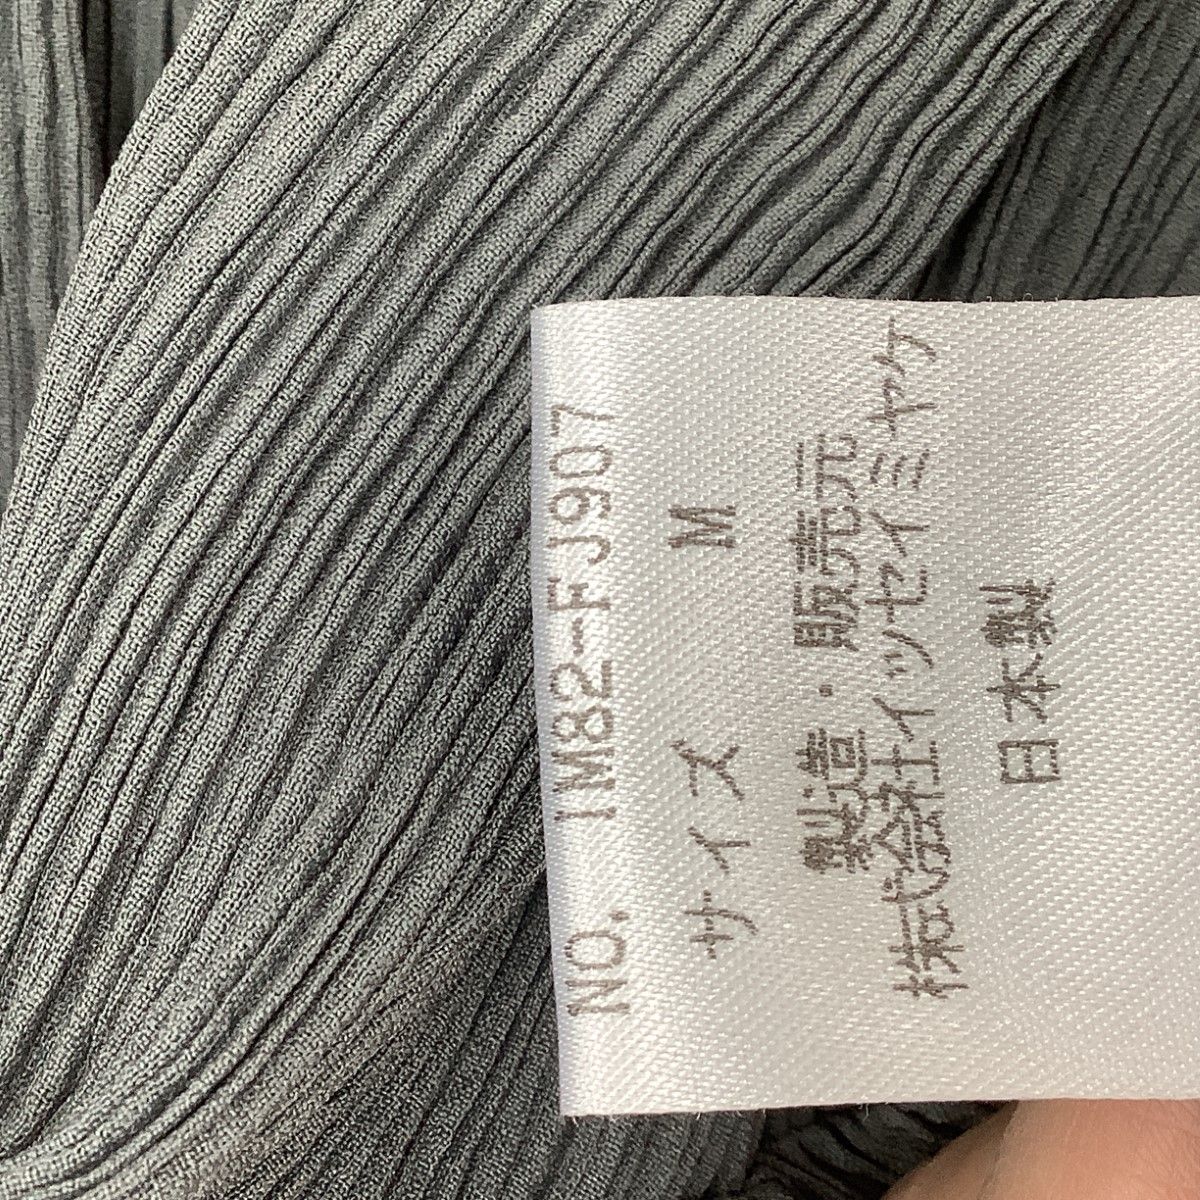 NO. IM82-FJ907
サイズ M
製造・販売元
株式会社イッセイミヤケ
日本製